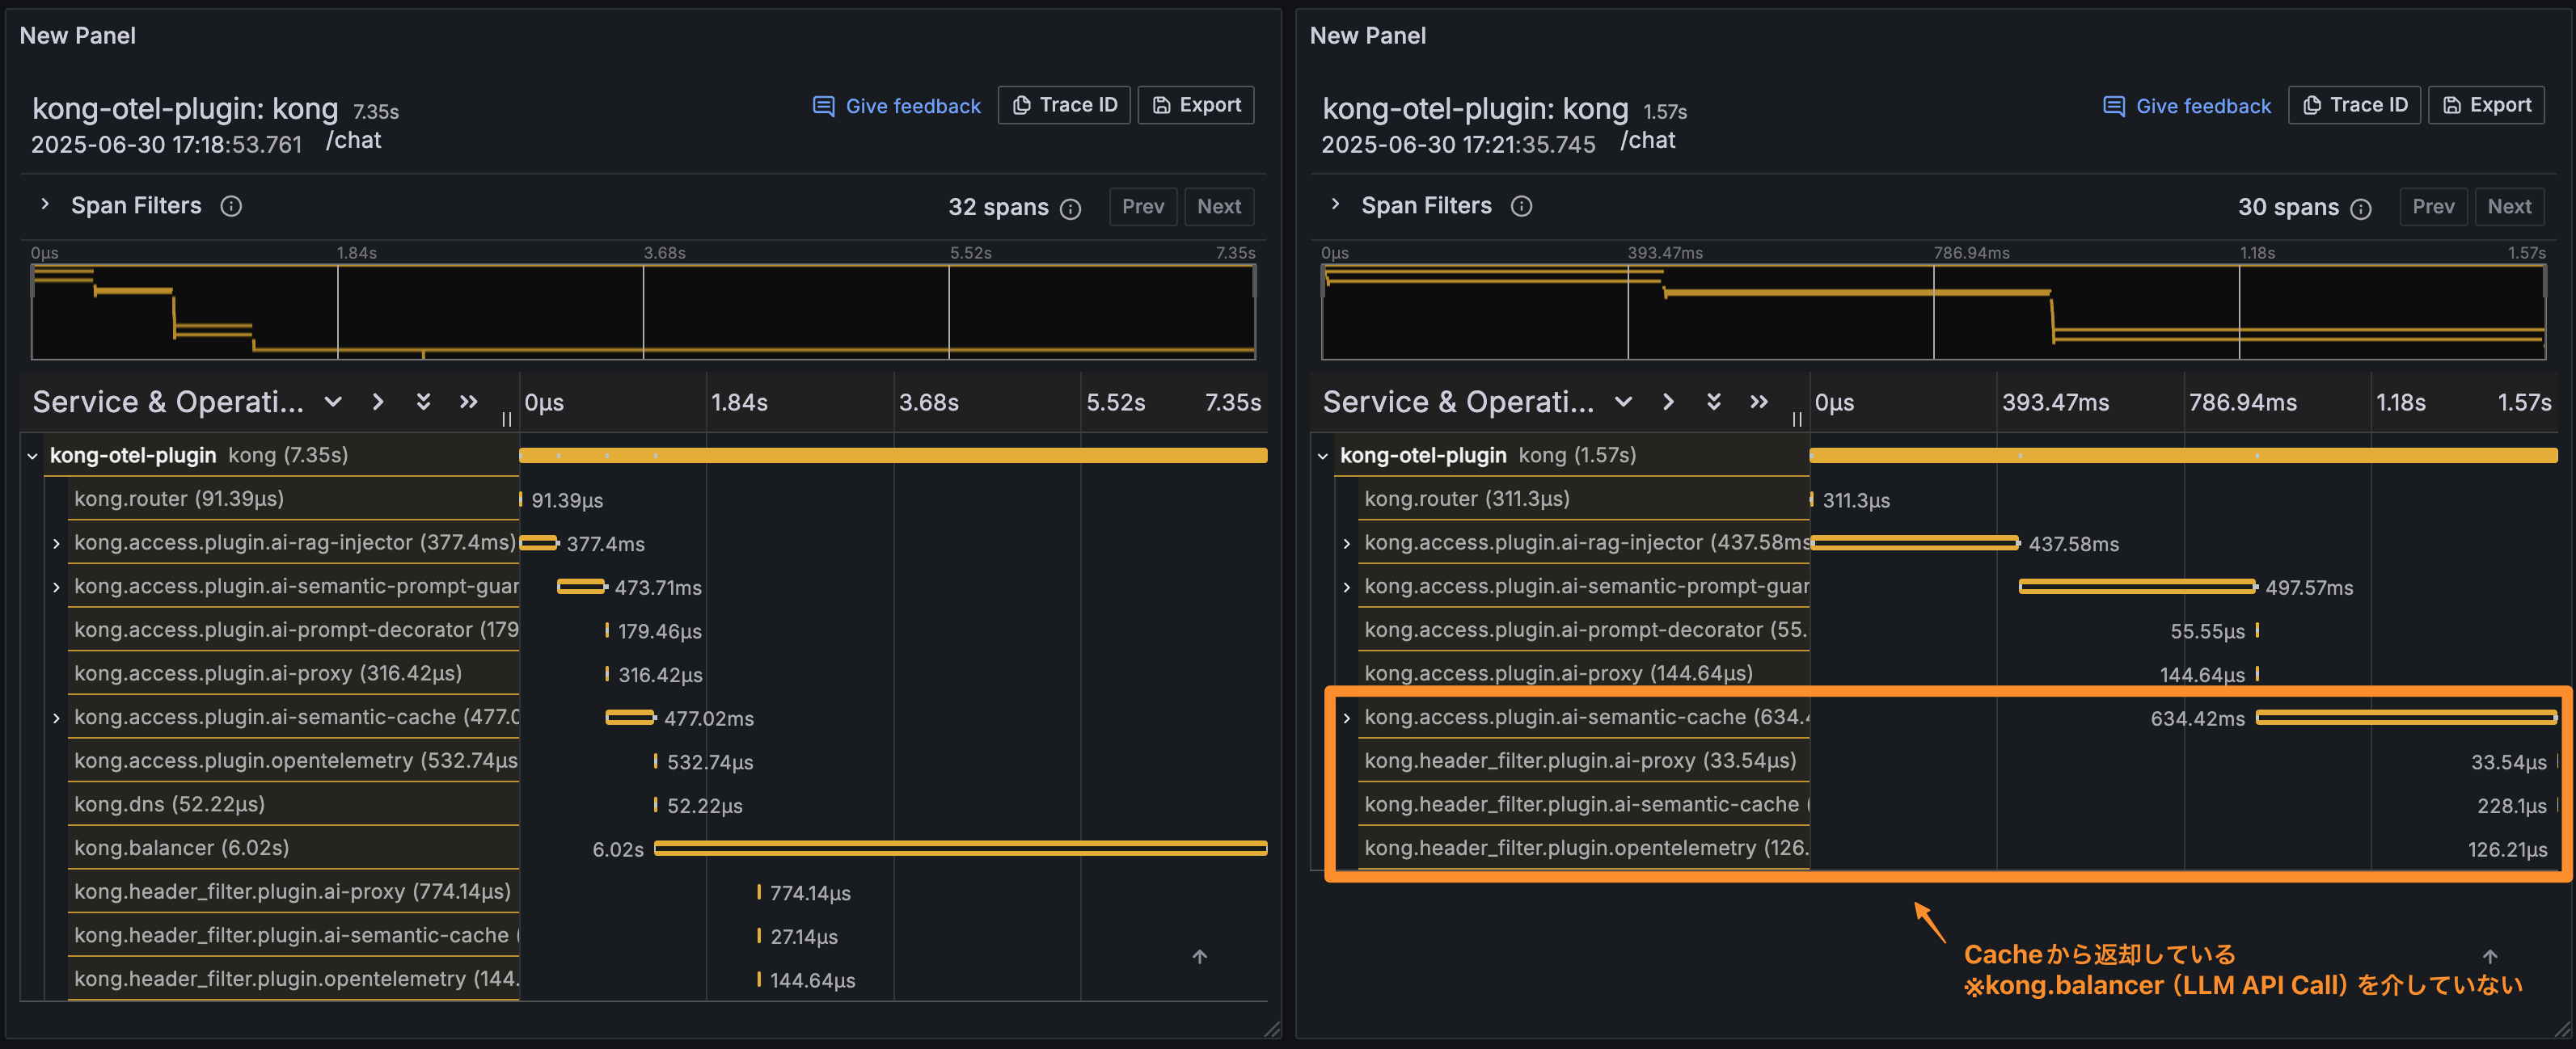 New Panel
kong-otel-plugin: kong 7.35s
Give feedback
Trace ID
Export
2025-06-30 17:18:53.761 /chat
Span Filters
32 spans
Prev
Next
0μs 1.84s 3.68s 5.52s 7.35s
Service & Operati... 0μs 1.84s 3.68s 5.52s 7.35s
kong-otel-plugin kong (7.35s)
kong.router (91.39μs) 91.39μs
kong.access.plugin.ai-rag-injector (377.4ms) 377.4ms
kong.access.plugin.ai-semantic-prompt-guar 473.71ms
kong.access.plugin.ai-prompt-decorator (179 179.46μs
kong.access.plugin.ai-proxy (316.42μs) 316.42μs
kong.access.plugin.ai-semantic-cache (477.0 477.02ms
kong.access.plugin.opentelemetry (532.74μs 532.74μs
kong.dns (52.22μs) 52.22μs
kong.balancer (6.02s) 6.02s
kong.header_filter.plugin.ai-proxy (774.14μs) 774.14μs
kong.header_filter.plugin.ai-semantic-cache ( 27.14μs
kong.header_filter.plugin.opentelemetry (144. 144.64μs
New Panel
kong-otel-plugin: kong 1.57s
Give feedback
Trace ID
Export
2025-06-30 17:21:35.745 /chat
Span Filters
30 spans
Prev
Next
0μs 393.47ms 786.94ms 1.18s 1.57s
Service & Operati... 0μs 393.47ms 786.94ms 1.18s 1.57s
kong-otel-plugin kong (1.57s)
kong.router (311.3μs) 311.3μs
kong.access.plugin.ai-rag-injector (437.58ms 437.58ms
kong.access.plugin.ai-semantic-prompt-guar 497.57ms
kong.access.plugin.ai-prompt-decorator (55. 55.55μs
kong.access.plugin.ai-proxy (144.64μs) 144.64μs
kong.access.plugin.ai-semantic-cache (634.4 634.42ms
kong.header_filter.plugin.ai-proxy (33.54μs) 33.54μs
kong.header_filter.plugin.ai-semantic-cache ( 228.1μs
kong.header_filter.plugin.opentelemetry (126. 126.21μs
Cacheから返却している
※kong.balancer（LLM API Call）を介していない